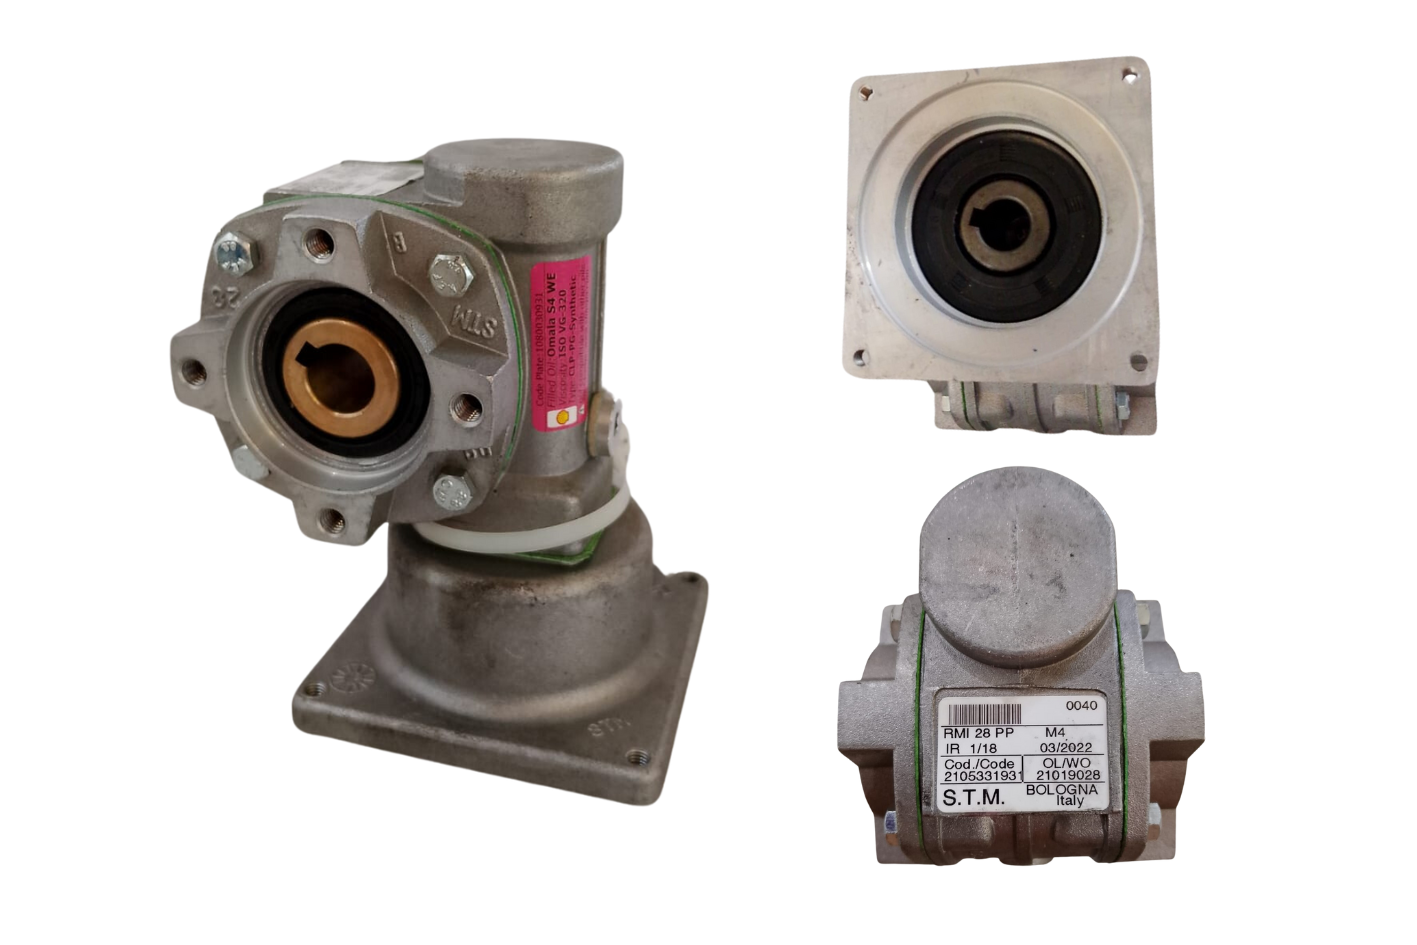 B
STM
28
Code Plate:1080030931
Filled Oil: Omala S4 WE
Viscosity: ISO VG-320
Type: CLP-PG-Synthetic
STM
0040
RMI 28 PP M4
IR 1/18 03/2022
Cod./Code OL/WO
2105331931 21019028
S.T.M. BOLOGNA
Italy